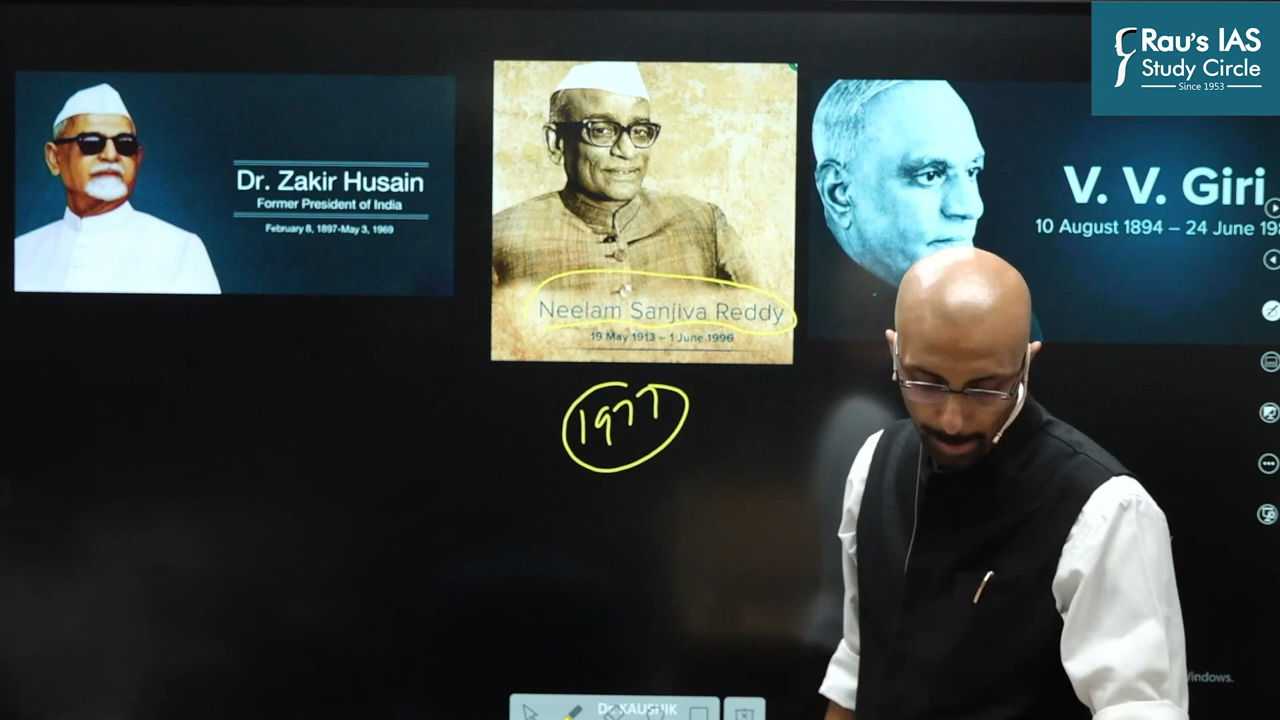 Rau's IAS
Study Circle
Since 1953
Dr. Zakir Husain
Former President of India
February 8, 1897-May 3, 1969
Neelam Sanjiva Reddy
19 May 1913 – 1 June 1996
V. V. Giri
10 August 1894 – 24 June 19
1977
Windows.
Dr KAUSHIK